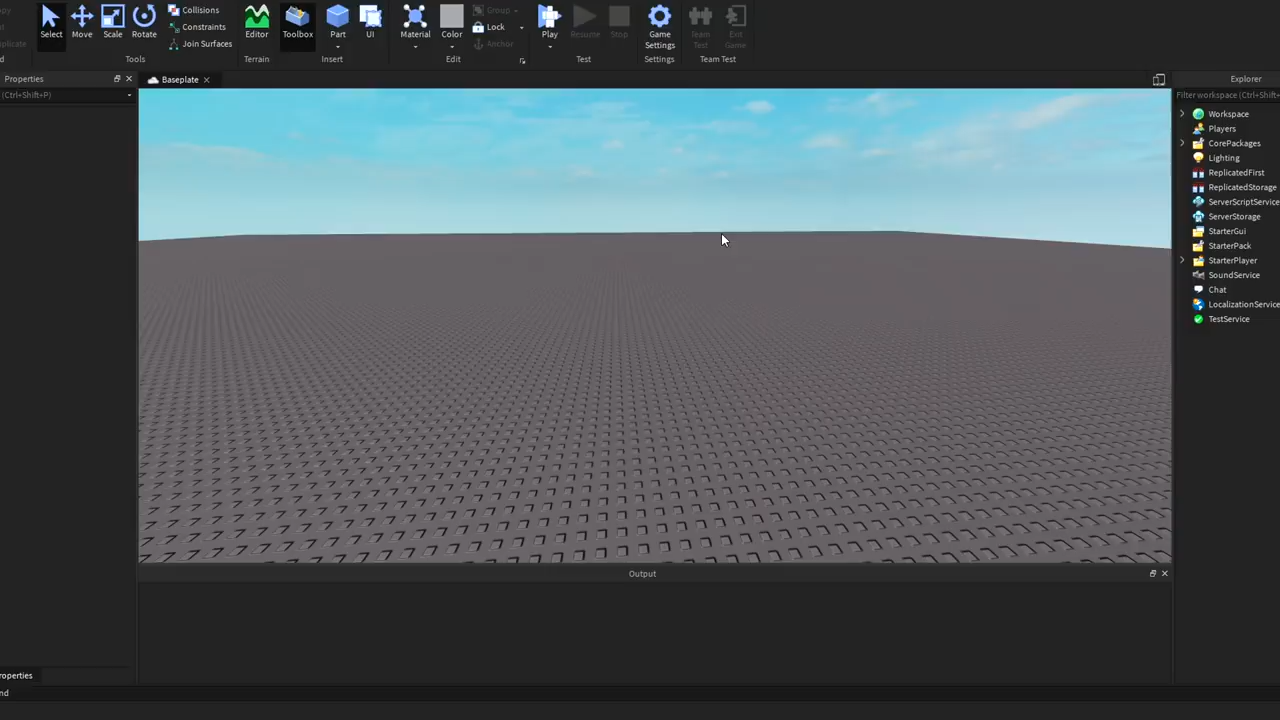 Collisions
Constraints
Join Surfaces
Select
Move
Scale
Rotate
Editor
Toolbox
Part
UI
Material
Color
Group
Lock
Anchor
Play
Resume
Stop
Game
Settings
Team
Test
Exit
Game
Tools
Terrain
Insert
Edit
Test
Settings
Team Test
Properties
Baseplate
Explorer
(Ctrl+Shift+P)
Filter workspace (Ctrl+Shift+
Workspace
Players
CorePackages
Lighting
ReplicatedFirst
ReplicatedStorage
ServerScriptService
ServerStorage
StarterGui
StarterPack
StarterPlayer
SoundService
Chat
LocalizationService
TestService
Output
roperties
nd